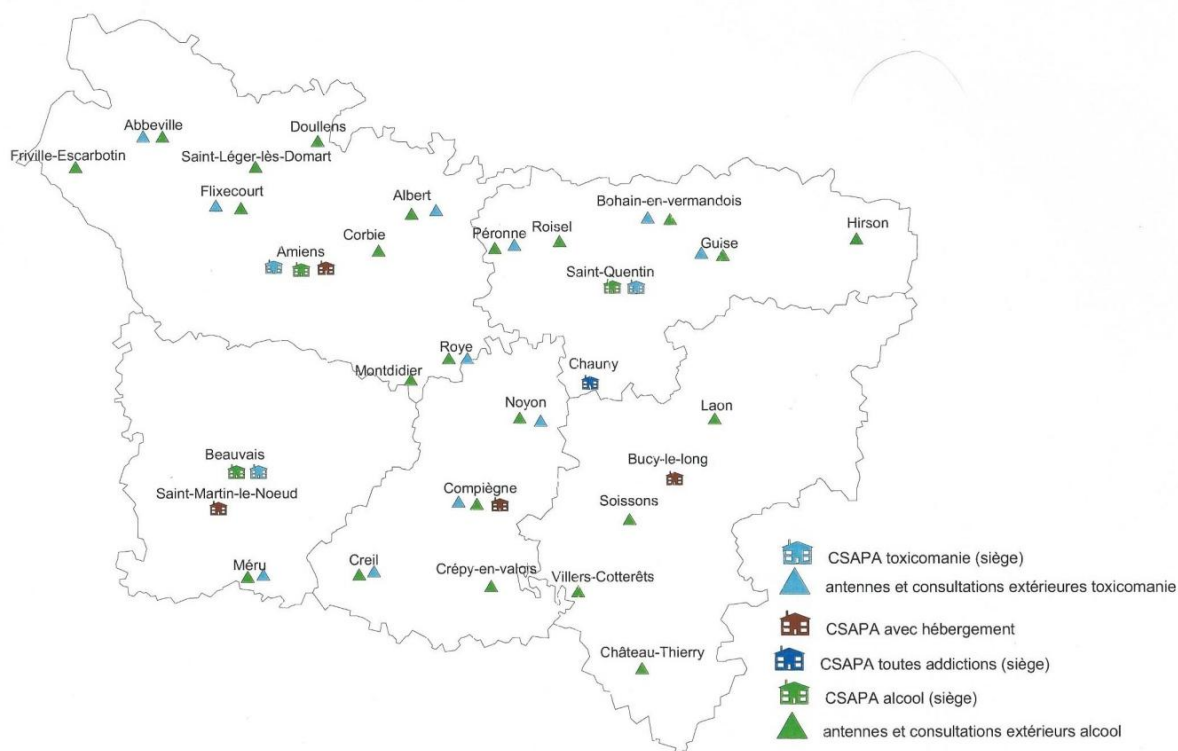 Abbeville
Doullens
Friville-Escarbotin
Saint-Léger-lès-Domart
Flixecourt
Albert
Bohain-en-vermandois
Hirson
Corbie
Péronne
Roisel
Guise
Amiens
Saint-Quentin
Roye
Montdidier
Chauny
Noyon
Laon
Beauvais
Bucy-le-long
Saint-Martin-le-Noeud
Compiègne
Soissons
Méru
Creil
Crépy-en-valois
Villers-Cotterêts
Château-Thierry
CSAPA toxicomanie (siège)
antennes et consultations extérieures toxicomanie
CSAPA avec hébergement
CSAPA toutes addictions (siège)
CSAPA alcool (siège)
antennes et consultations extérieurs alcool